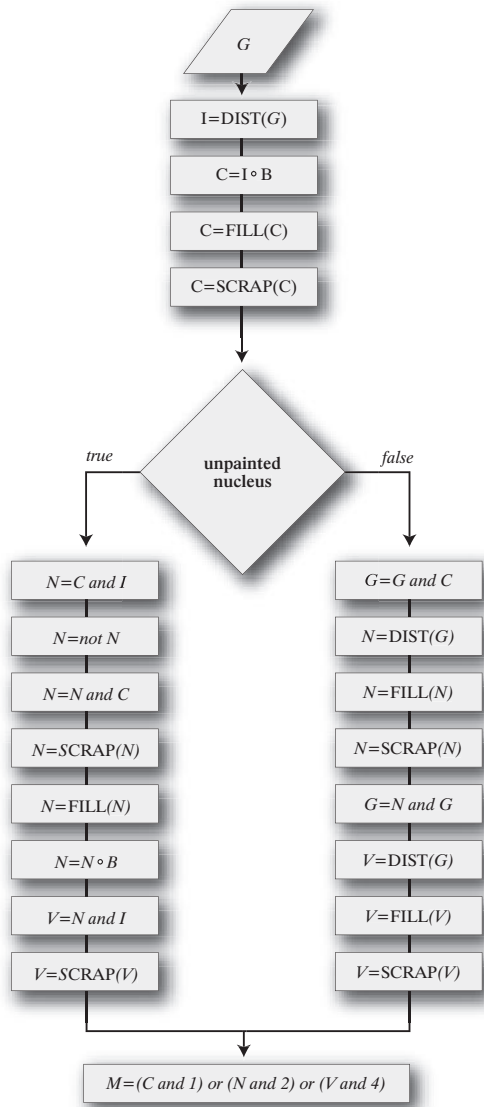 G
I=DIST(G)
C=I∘B
C=FILL(C)
C=SCRAP(C)
unpainted
nucleus
true
false
N=C and I
N=not N
N=N and C
N=SCRAP(N)
N=FILL(N)
N=N∘B
V=N and I
V=SCRAP(V)
G=G and C
N=DIST(G)
N=FILL(N)
N=SCRAP(N)
G=N and G
V=DIST(G)
V=FILL(V)
V=SCRAP(V)
M=(C and 1) or (N and 2) or (V and 4)